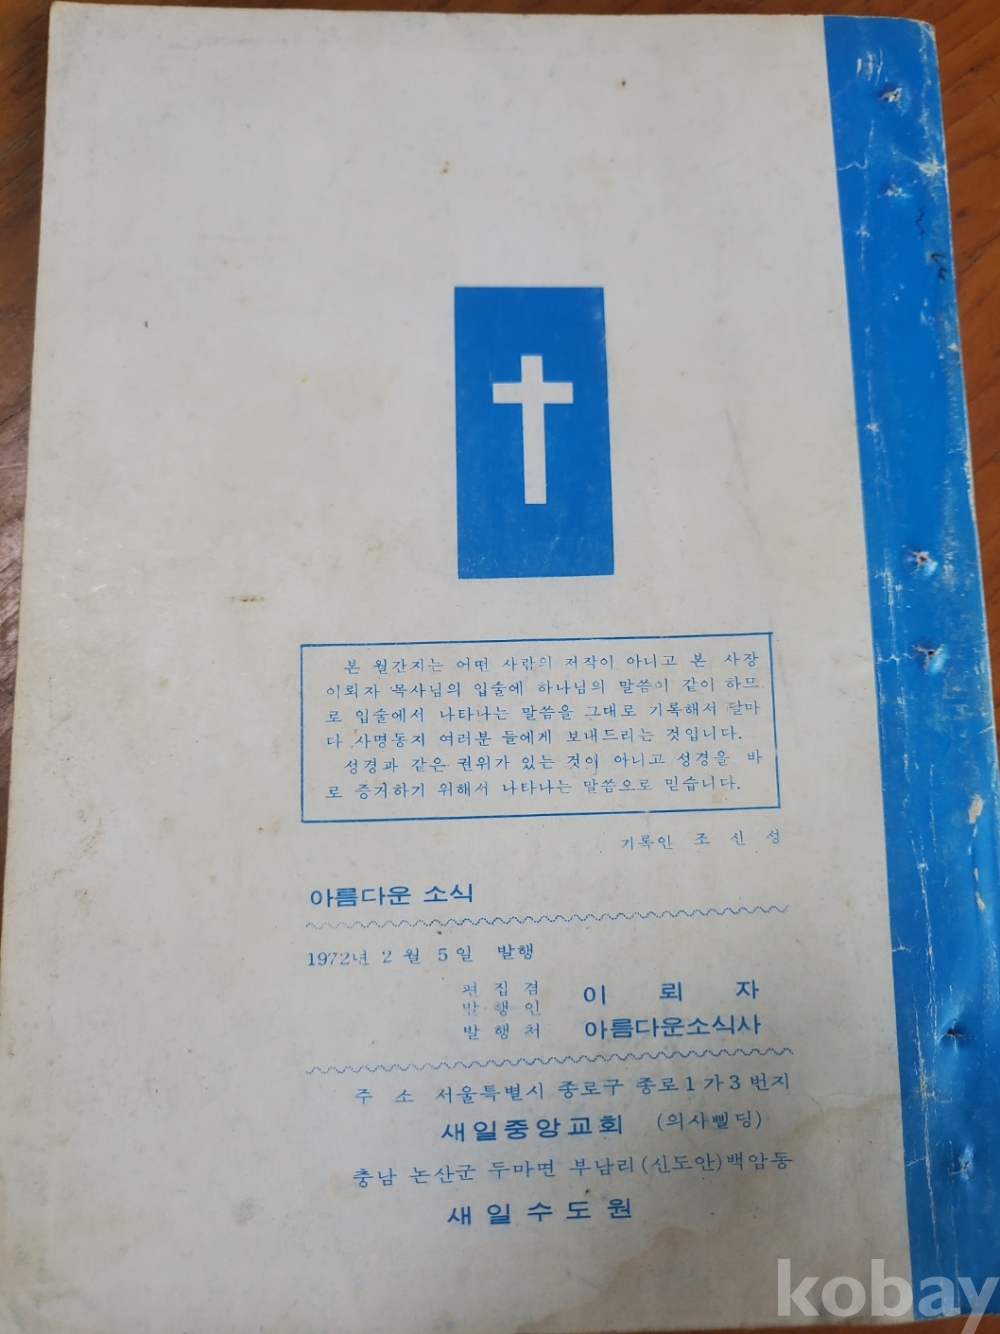 본 월간지는 어떤 사람의 저작이 아니고 본 사장
이뢰자 목사님의 입술에 하나님의 말씀이 같이 하므
로 입술에서 나타나는 말씀을 그대로 기록해서 달마
다 사명동지 여러분 들에게 보내드리는 것입니다.
성경과 같은 권위가 있는 것이 아니고 성경을 바
로 증거하기 위해서 나타나는 말씀으로 믿습니다.
기록인 조 신 성
아름다운 소식
1972년 2 월 5 일 발행
편 집 겸
발 행 인
이 뢰 자
발 행 처 아름다운소식사
주 소 서울특별시 종로구 종로1가3번지
새일중앙교회 (의사삘딩)
충남 논산군 두마면 부남리(신도안)백암동
새 일 수 도 원
kobay